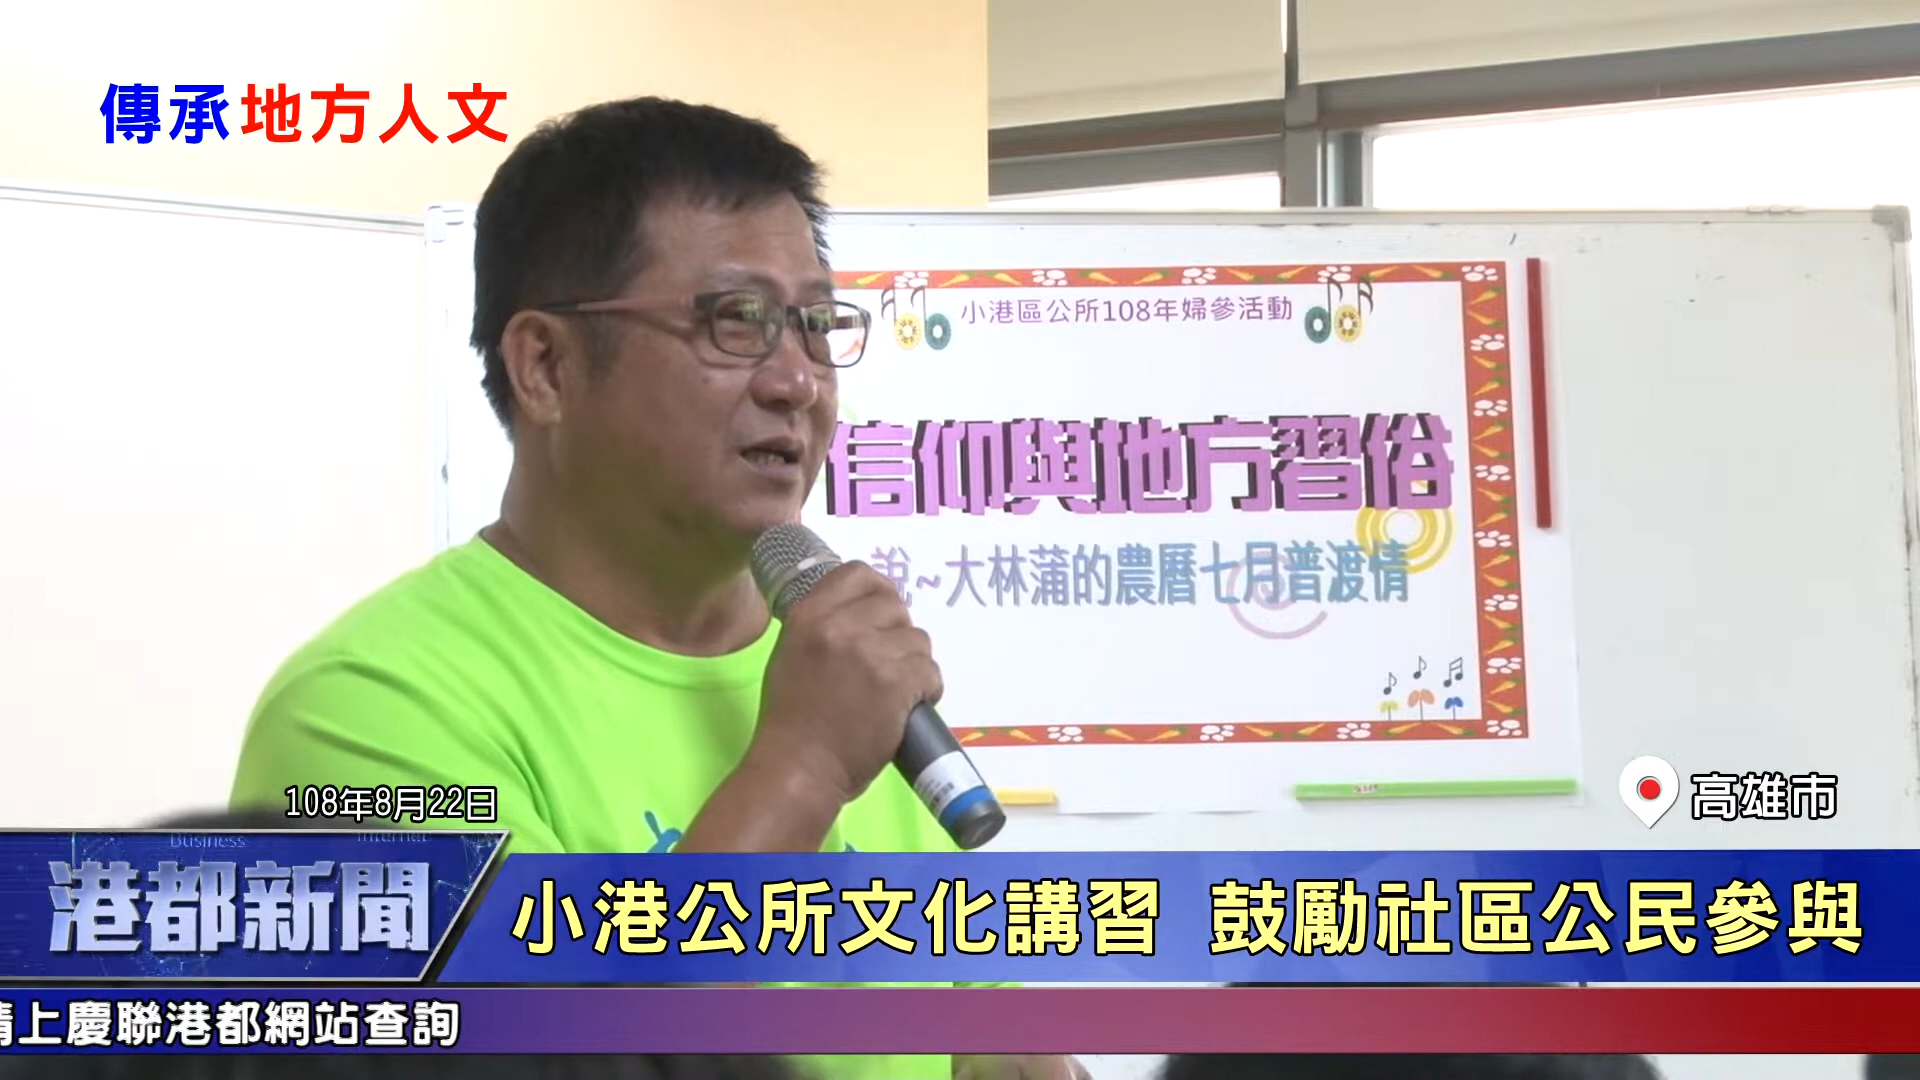 傳承地方人文
小港區公所108年婦參活動
信仰與地方習俗
說~大林蒲的農曆七月普渡情
高雄市
108年8月22日
Business
Internet
港都新聞
小港公所文化講習 鼓勵社區公民參與
請上慶聯港都網站查詢